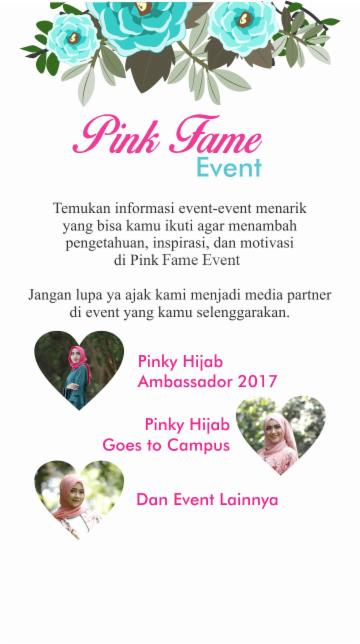 Pink Fame
Event
Temukan informasi event-event menarik
yang bisa kamu ikuti agar menambah
pengetahuan, inspirasi, dan motivasi
di Pink Fame Event
Jangan lupa ya ajak kami menjadi media partner
di event yang kamu selenggarakan.
Pinky Hijab
Ambassador 2017
Pinky Hijab
Goes to Campus
Dan Event Lainnya